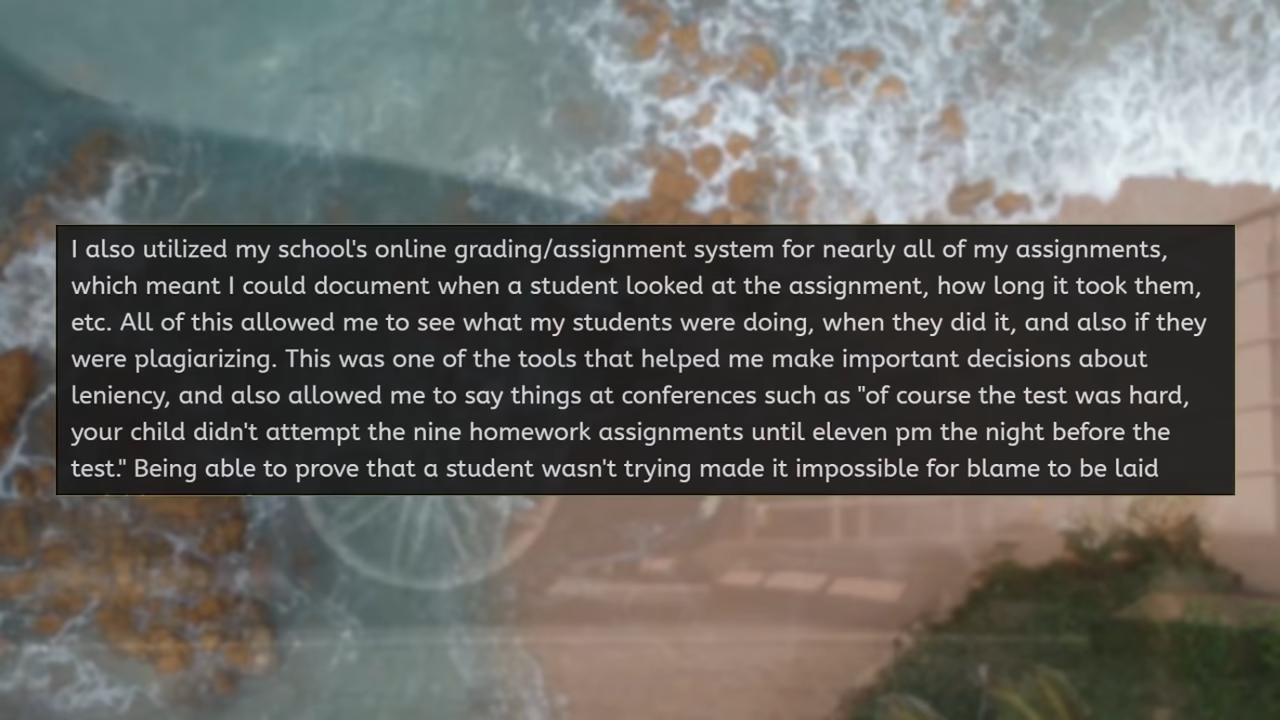 I also utilized my school's online grading/assignment system for nearly all of my assignments,
which meant I could document when a student looked at the assignment, how long it took them,
etc. All of this allowed me to see what my students were doing, when they did it, and also if they
were plagiarizing. This was one of the tools that helped me make important decisions about
leniency, and also allowed me to say things at conferences such as "of course the test was hard,
your child didn't attempt the nine homework assignments until eleven pm the night before the
test." Being able to prove that a student wasn't trying made it impossible for blame to be laid